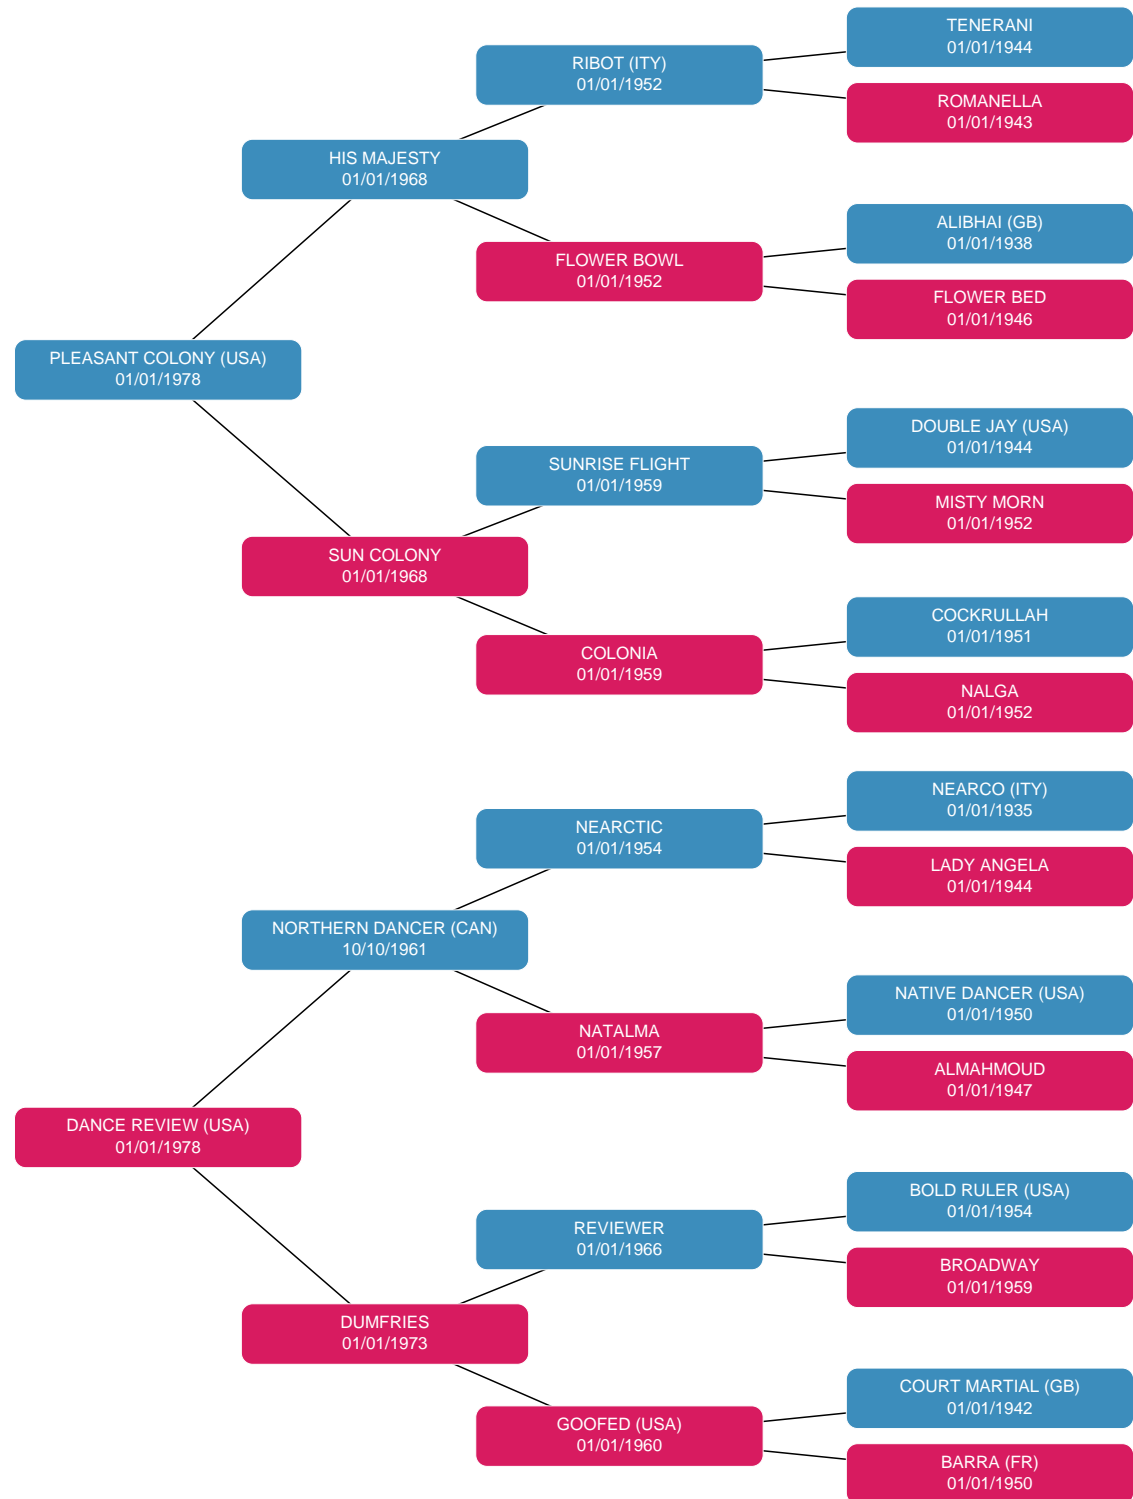 TENERANI
01/01/1944
RIBOT (ITY)
01/01/1952
ROMANELLA
01/01/1943
HIS MAJESTY
01/01/1968
ALIBHAI (GB)
01/01/1938
FLOWER BOWL
01/01/1952
FLOWER BED
01/01/1946
PLEASANT COLONY (USA)
01/01/1978
DOUBLE JAY (USA)
01/01/1944
SUNRISE FLIGHT
01/01/1959
MISTY MORN
01/01/1952
SUN COLONY
01/01/1968
COCKRULLAH
01/01/1951
COLONIA
01/01/1959
NALGA
01/01/1952
NEARCO (ITY)
01/01/1935
NEARCTIC
01/01/1954
LADY ANGELA
01/01/1944
NORTHERN DANCER (CAN)
10/10/1961
NATIVE DANCER (USA)
01/01/1950
NATALMA
01/01/1957
ALMAHMOUD
01/01/1947
DANCE REVIEW (USA)
01/01/1978
BOLD RULER (USA)
01/01/1954
REVIEWER
01/01/1966
BROADWAY
01/01/1959
DUMFRIES
01/01/1973
COURT MARTIAL (GB)
01/01/1942
GOOFED (USA)
01/01/1960
BARRA (FR)
01/01/1950